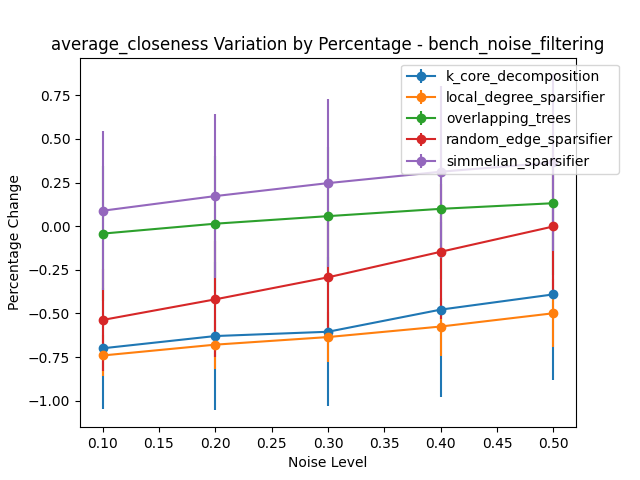 average_closeness Variation by Percentage - bench_noise_filtering
k_core_decomposition
local_degree_sparsifier
overlapping_trees
random_edge_sparsifier
simmelian_sparsifier
Percentage Change
0.75
0.50
0.25
0.00
−0.25
−0.50
−0.75
−1.00
0.10 0.15 0.20 0.25 0.30 0.35 0.40 0.45 0.50
Noise Level